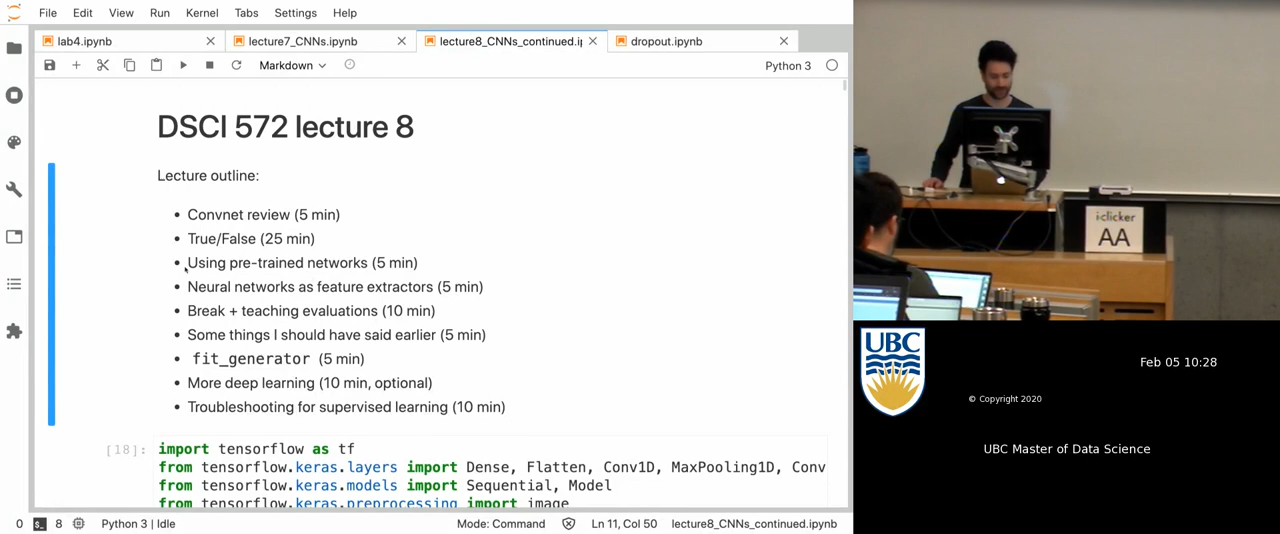 File Edit View Run Kernel Tabs Settings Help
lab4.ipynb
lecture7_CNNs.ipynb
lecture8_CNNs_continued.i
dropout.ipynb
Markdown
Python 3
DSCI 572 lecture 8
Lecture outline:
• Convnet review (5 min)
• True/False (25 min)
• Using pre-trained networks (5 min)
• Neural networks as feature extractors (5 min)
• Break + teaching evaluations (10 min)
• Some things I should have said earlier (5 min)
• fit_generator (5 min)
• More deep learning (10 min, optional)
• Troubleshooting for supervised learning (10 min)
[18]: import tensorflow as tf
from tensorflow.keras.layers import Dense, Flatten, Conv1D, MaxPooling1D, Conv
from tensorflow.keras.models import Sequential, Model
from tensorflow.keras.preprocessing import image
0 8 Python 3 | Idle Mode: Command Ln 11, Col 50 lecture8_CNNs_continued.ipynb
i·clicker
AA
UBC
Feb 05 10:28
© Copyright 2020
UBC Master of Data Science